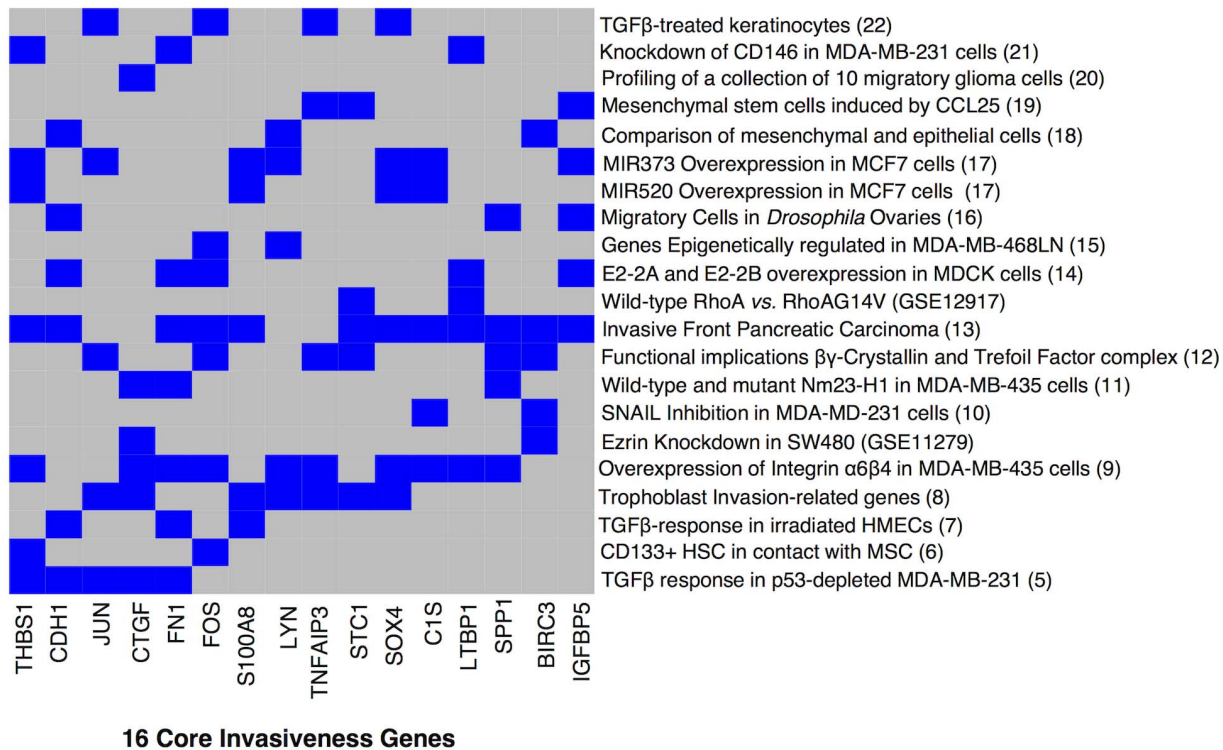 TGFβ-treated keratinocytes (22)
Knockdown of CD146 in MDA-MB-231 cells (21)
Profiling of a collection of 10 migratory glioma cells (20)
Mesenchymal stem cells induced by CCL25 (19)
Comparison of mesenchymal and epithelial cells (18)
MIR373 Overexpression in MCF7 cells (17)
MIR520 Overexpression in MCF7 cells (17)
Migratory Cells in Drosophila Ovaries (16)
Genes Epigenetically regulated in MDA-MB-468LN (15)
E2-2A and E2-2B overexpression in MDCK cells (14)
Wild-type RhoA vs. RhoAG14V (GSE12917)
Invasive Front Pancreatic Carcinoma (13)
Functional implications βγ-Crystallin and Trefoil Factor complex (12)
Wild-type and mutant Nm23-H1 in MDA-MB-435 cells (11)
SNAIL Inhibition in MDA-MD-231 cells (10)
Ezrin Knockdown in SW480 (GSE11279)
Overexpression of Integrin α6β4 in MDA-MB-435 cells (9)
Trophoblast Invasion-related genes (8)
TGFβ-response in irradiated HMECs (7)
CD133+ HSC in contact with MSC (6)
TGFβ response in p53-depleted MDA-MB-231 (5)
THBS1
CDH1
JUN
CTGF
FN1
FOS
S100A8
LYN
TNFAIP3
STC1
SOX4
C1S
LTBP1
SPP1
BIRC3
IGFBP5
16 Core Invasiveness Genes